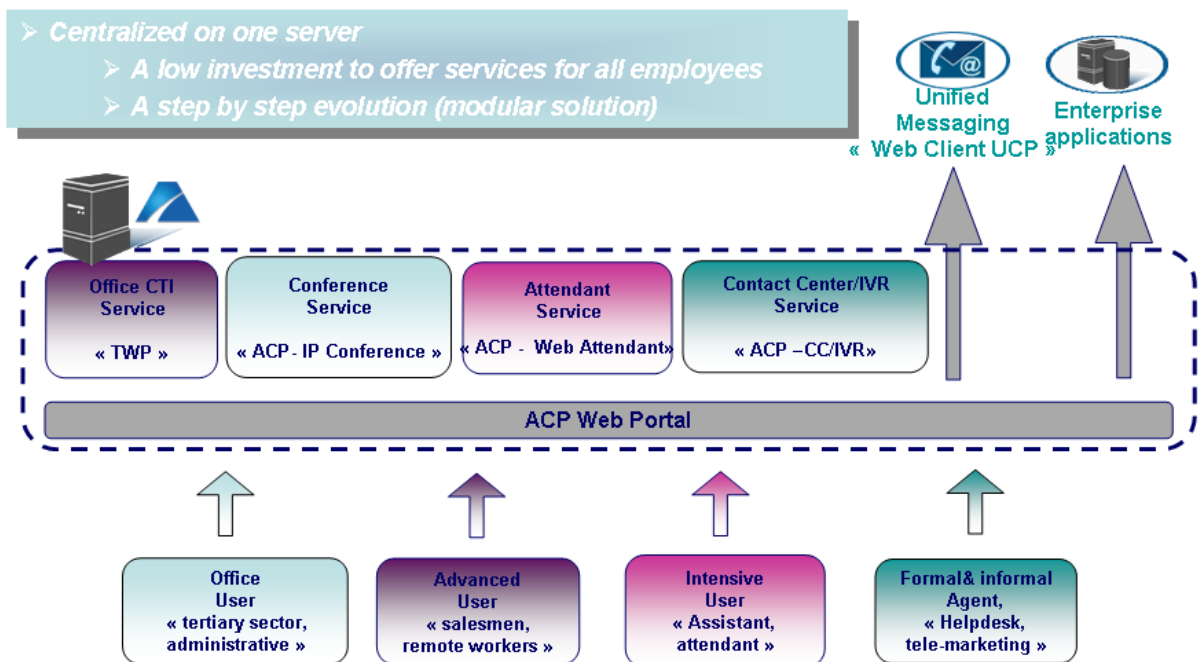 ➢ Centralized on one server
➢ A low investment to offer services for all employees
➢ A step by step evolution (modular solution)
Unified
Messaging
« Web Client UCP »
Enterprise
applications
Office CTI
Service
« TWP »
Conference
Service
« ACP - IP Conference »
Attendant
Service
« ACP - Web Attendant»
Contact Center/IVR
Service
« ACP –CC/IVR»
ACP Web Portal
Office
User
« tertiary sector,
administrative »
Advanced
User
« salesmen,
remote workers »
Intensive
User
« Assistant,
attendant »
Formal& informal
Agent,
« Helpdesk,
tele-marketing »